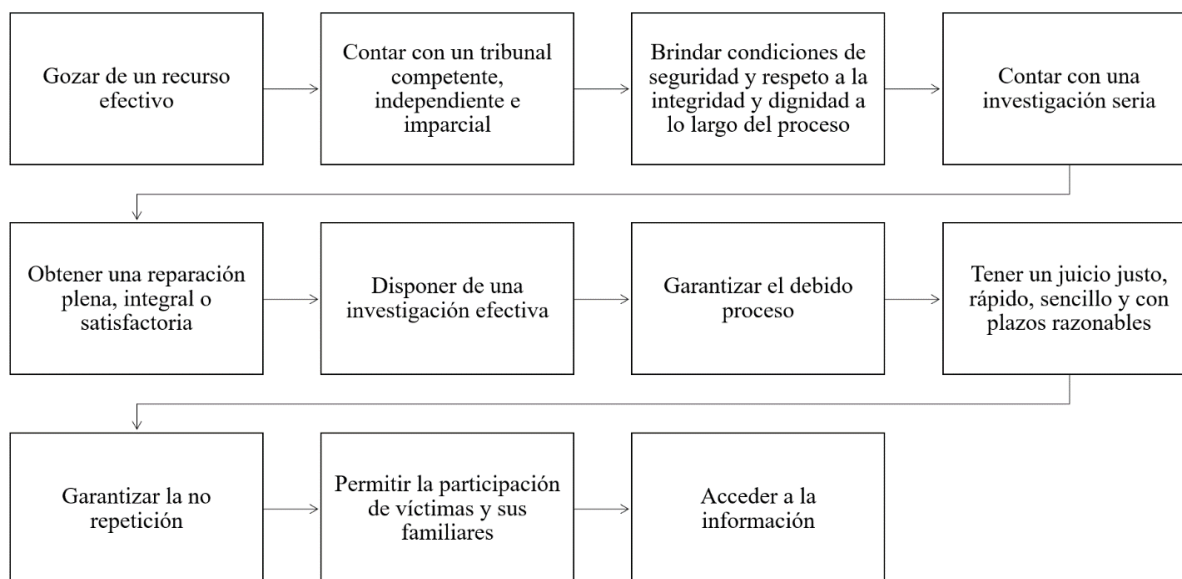 Gozar de un recurso
efectivo
Contar con un tribunal
competente,
independiente e
imparcial
Brindar condiciones de
seguridad y respeto a la
integridad y dignidad a
lo largo del proceso
Contar con una
investigación seria
Obtener una reparación
plena, integral o
satisfactoria
Disponer de una
investigación efectiva
Garantizar el debido
proceso
Tener un juicio justo,
rápido, sencillo y con
plazos razonables
Garantizar la no
repetición
Permitir la participación
de víctimas y sus
familiares
Acceder a la
información